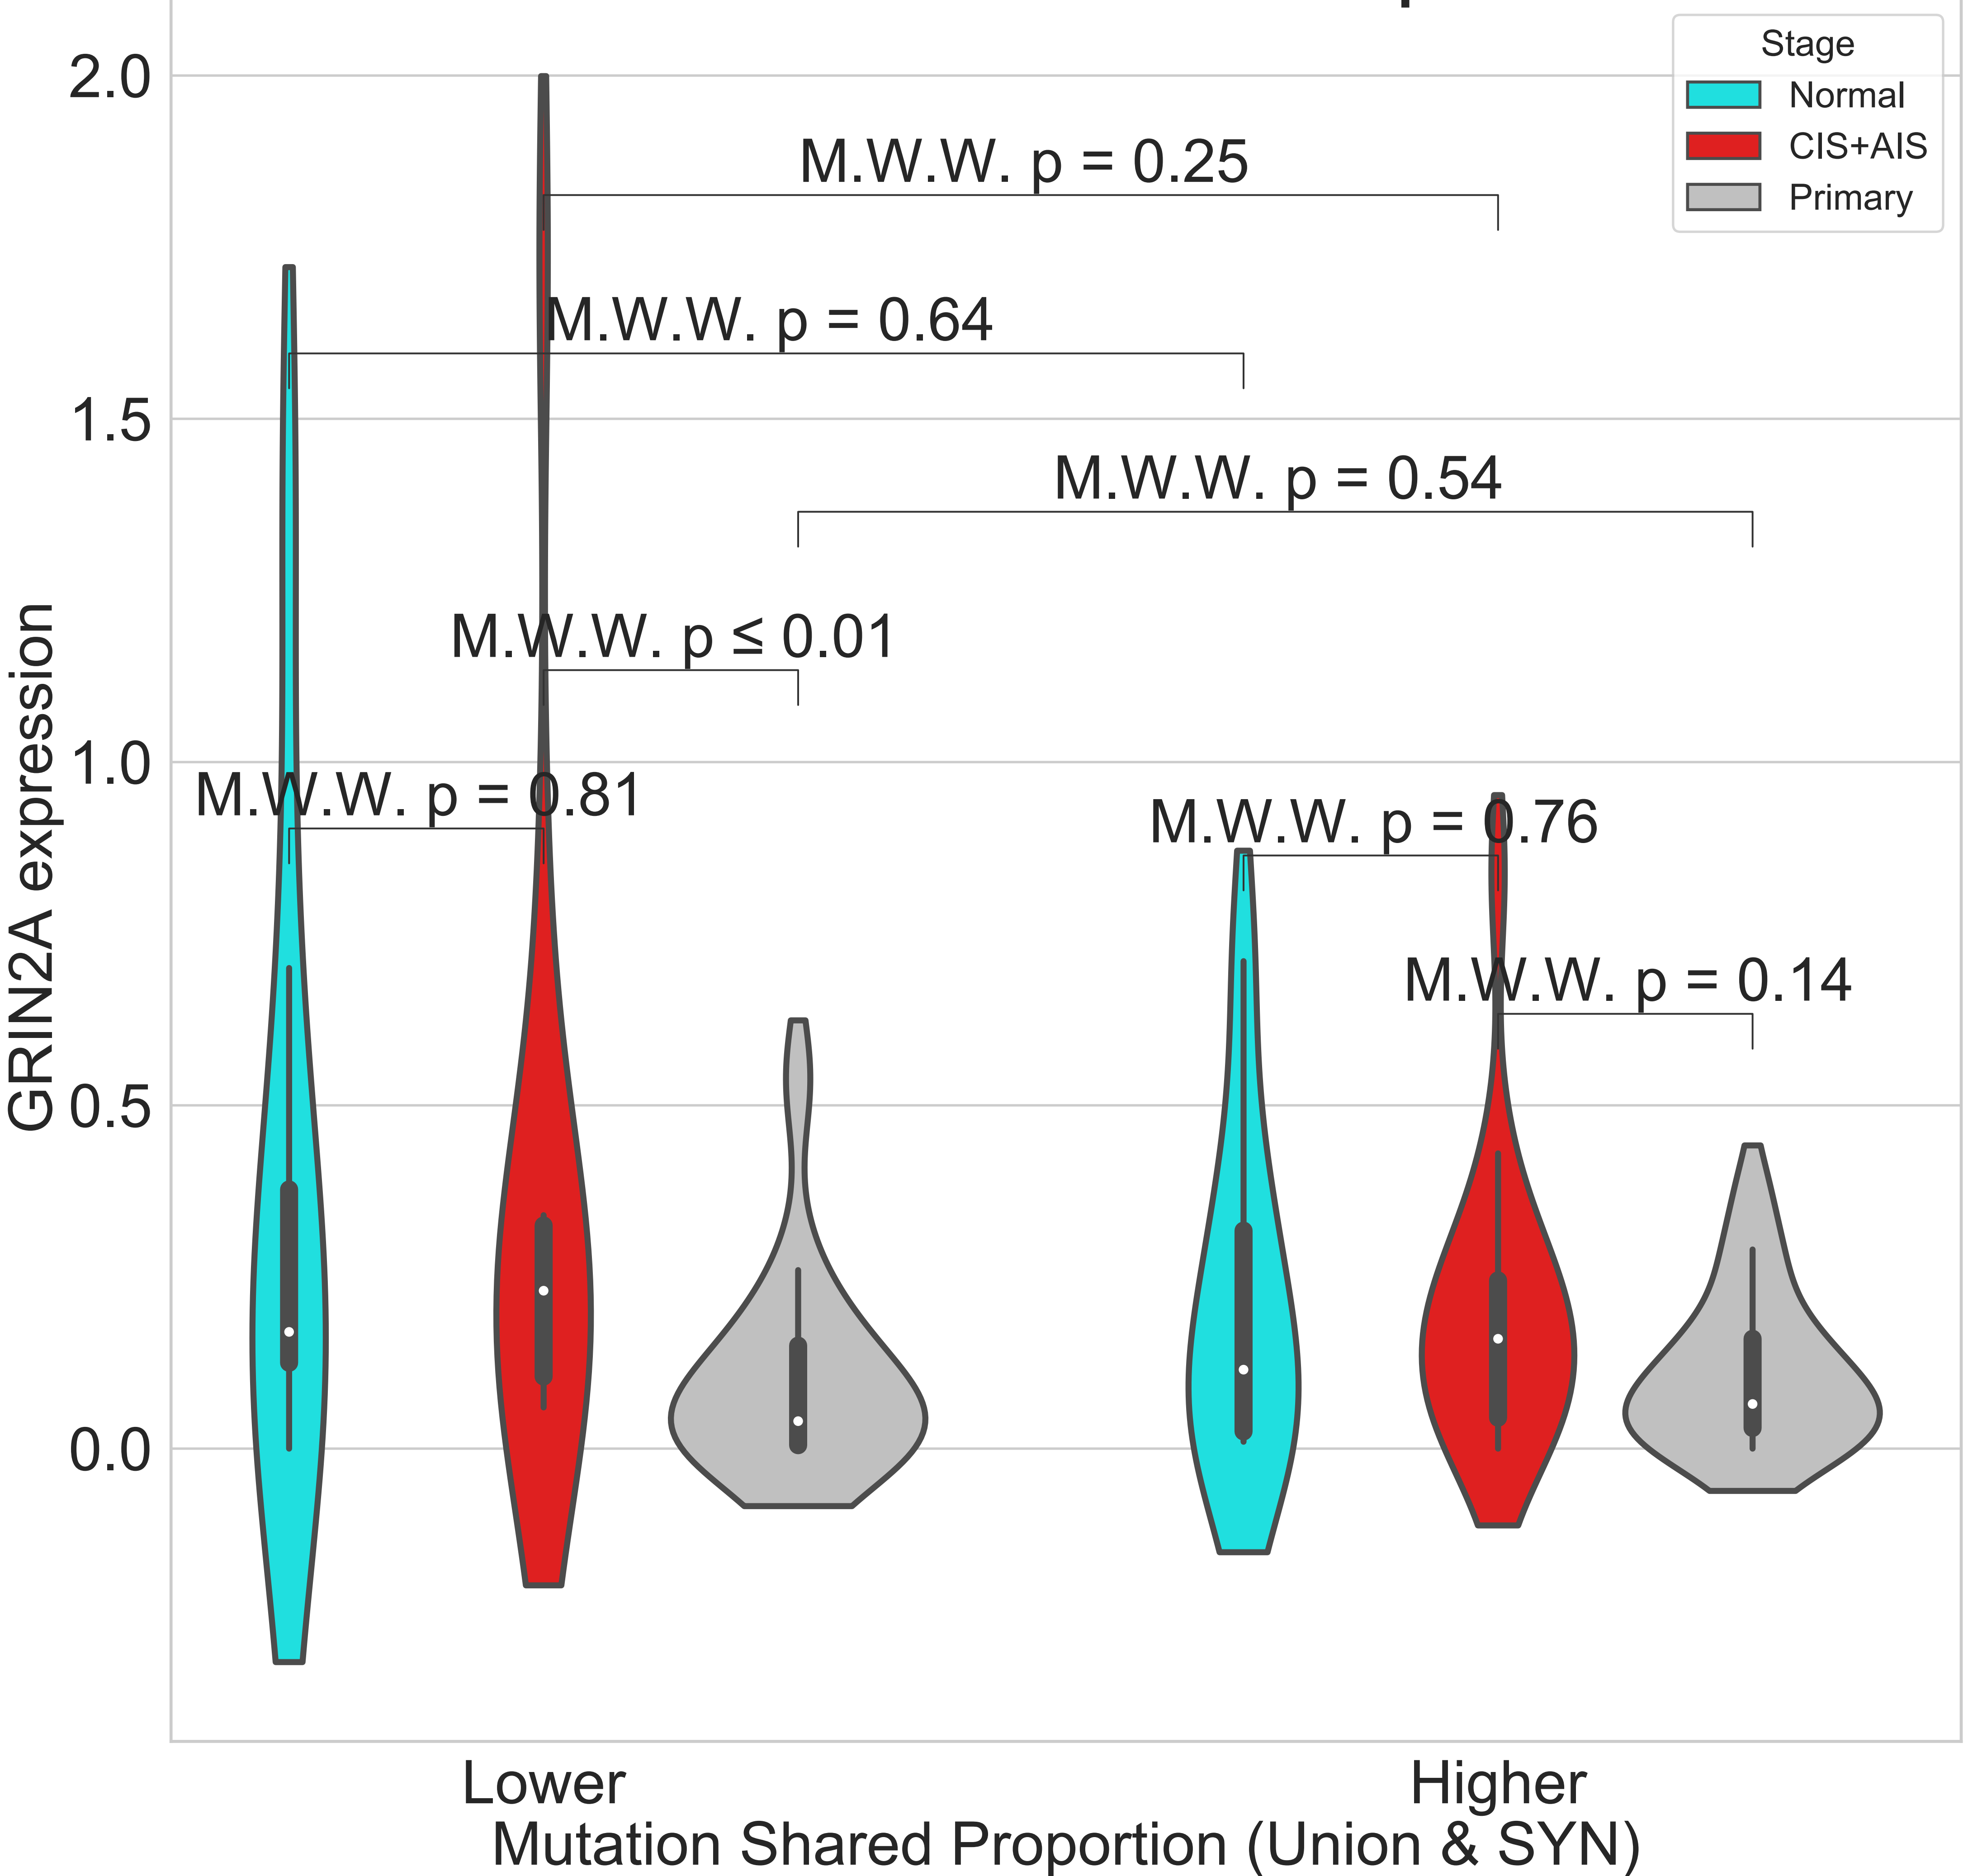 Stage
Normal
CIS+AIS
Primary
2.0
1.5
1.0
0.5
0.0
GRIN2A expression
M.W.W. p = 0.25
M.W.W. p = 0.64
M.W.W. p = 0.54
M.W.W. p ≤ 0.01
M.W.W. p = 0.81
M.W.W. p = 0.76
M.W.W. p = 0.14
Lower
Higher
Mutation Shared Proportion (Union & SYN)